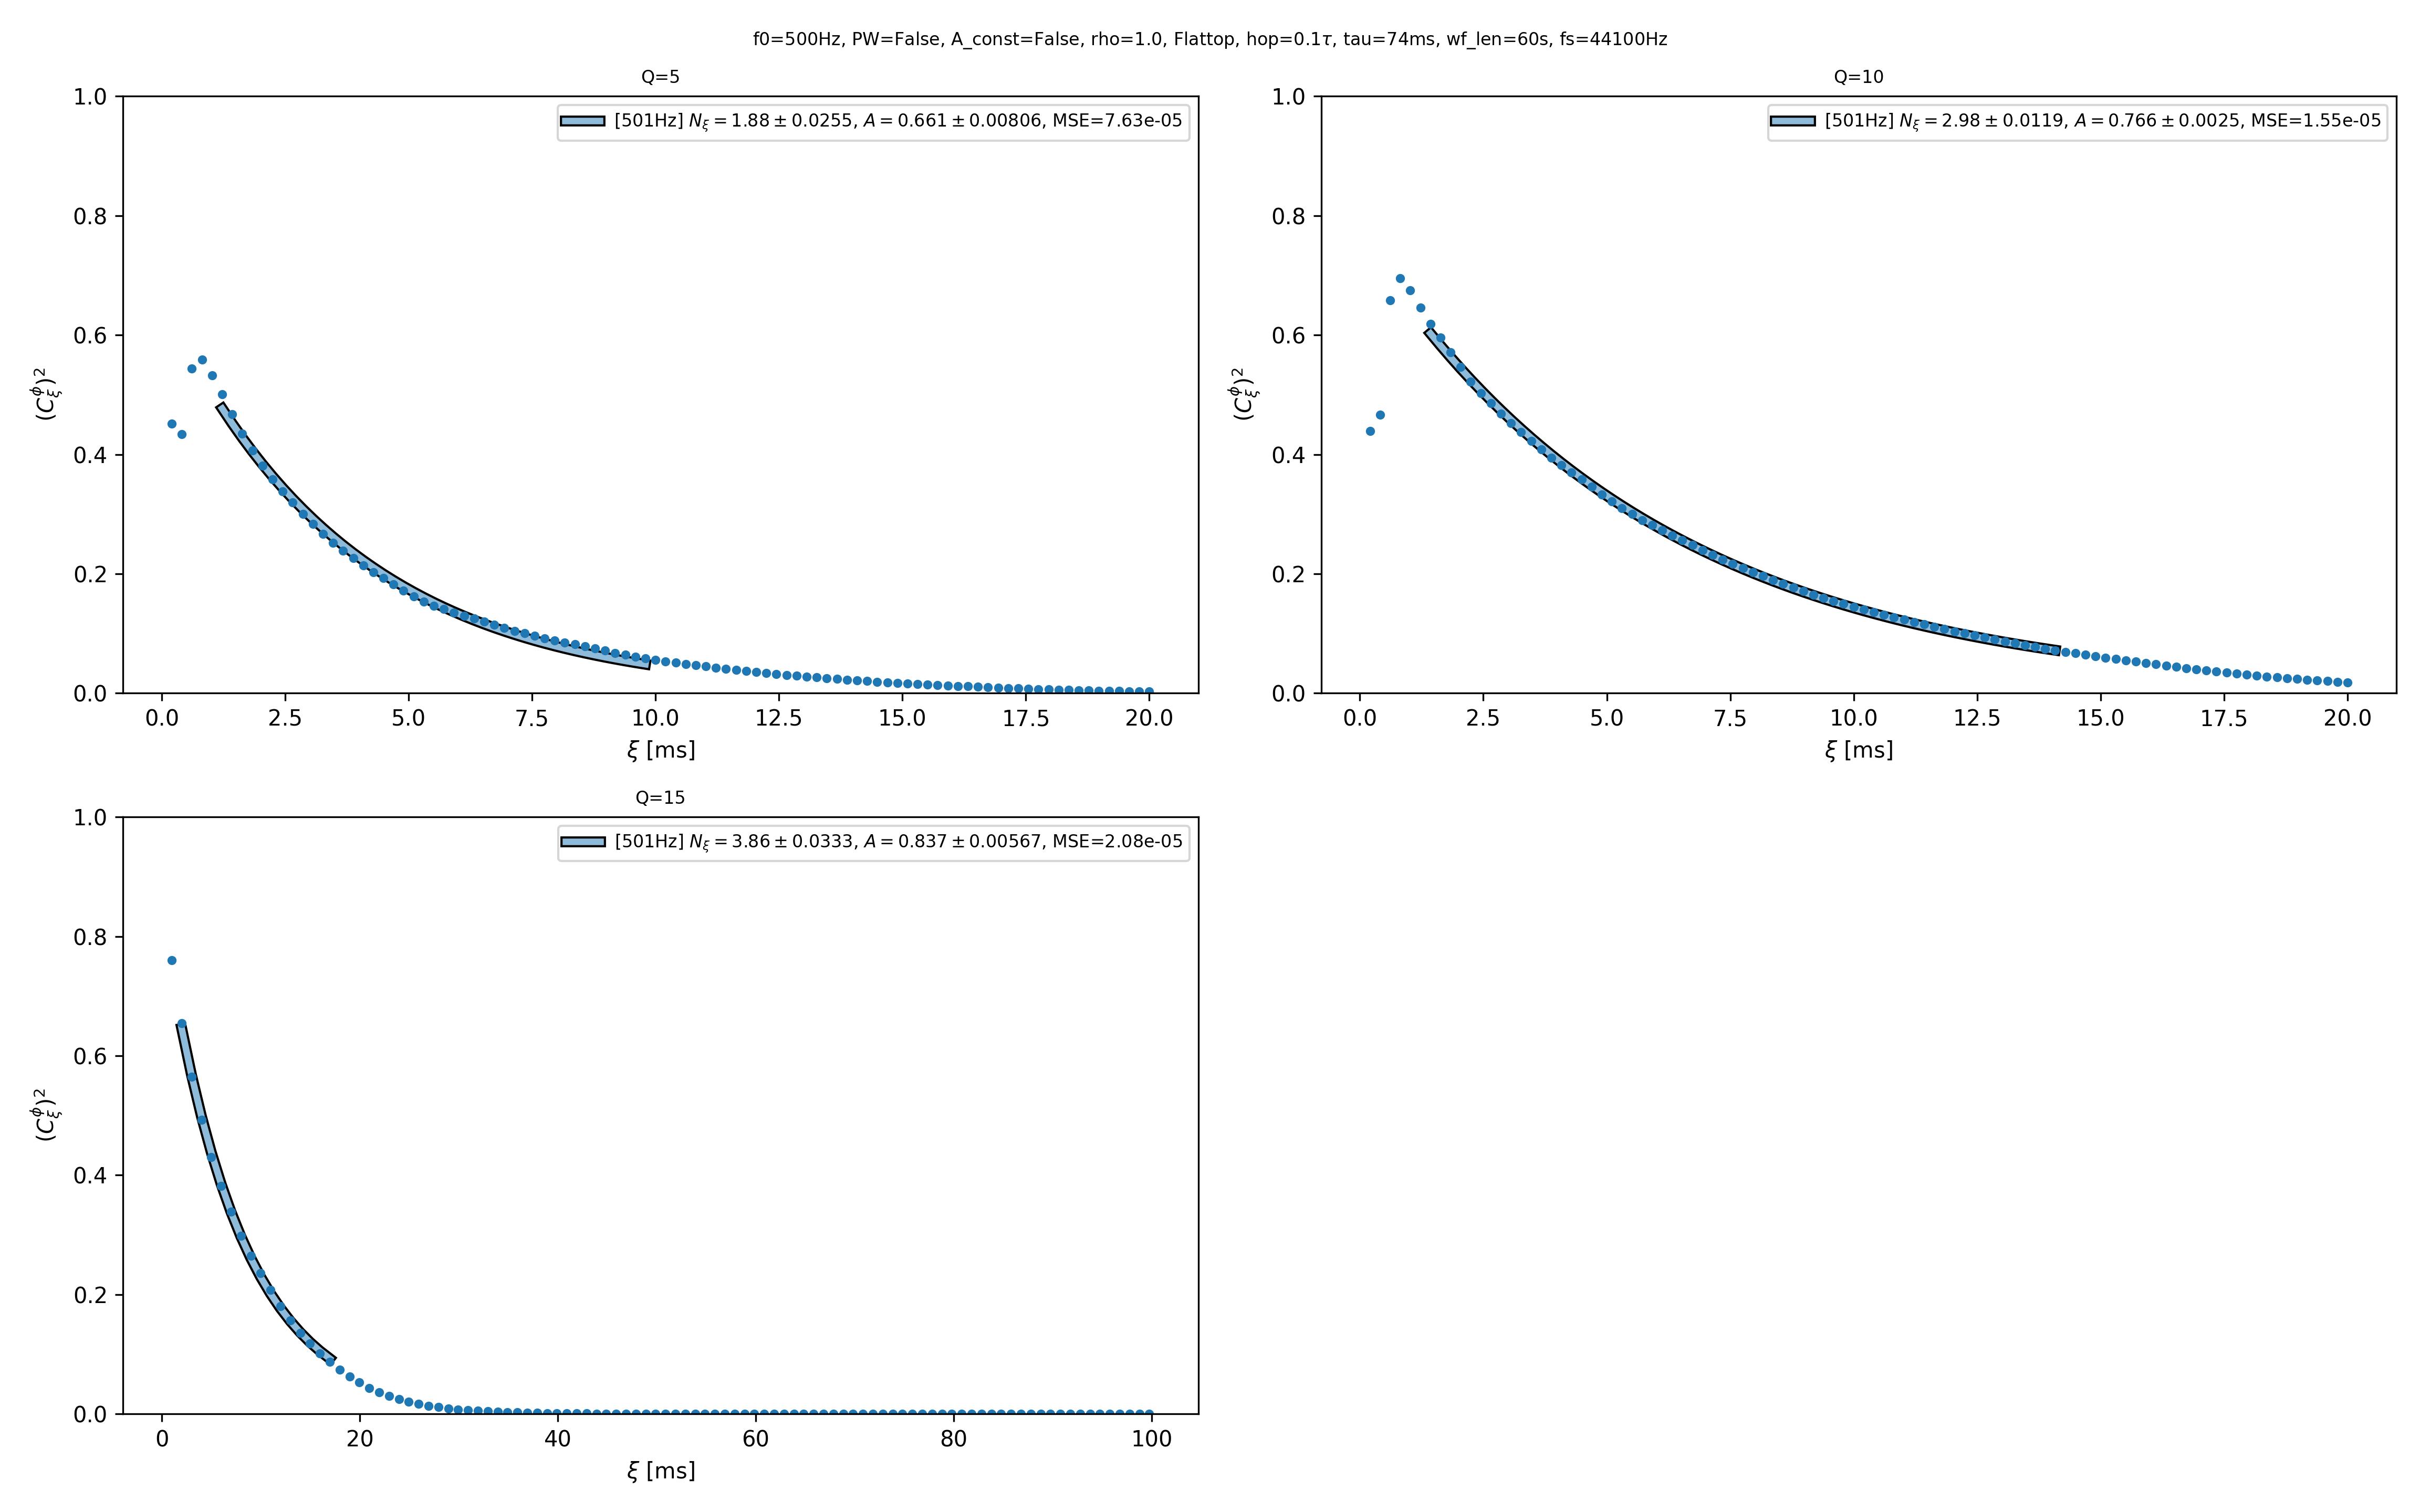 f0=500Hz, PW=False, A_const=False, rho=1.0, Flattop, hop=0.1τ, tau=74ms, wf_len=60s, fs=44100Hz
Q=5
[501Hz] N_ξ = 1.88 ± 0.0255, A = 0.661 ± 0.00806, MSE=7.63e-05
1.0
0.8
0.6
0.4
0.2
0.0
(C_ξ^ϕ)^2
0.0 2.5 5.0 7.5 10.0 12.5 15.0 17.5 20.0
ξ [ms]
Q=10
[501Hz] N_ξ = 2.98 ± 0.0119, A = 0.766 ± 0.0025, MSE=1.55e-05
1.0
0.8
0.6
0.4
0.2
0.0
(C_ξ^ϕ)^2
0.0 2.5 5.0 7.5 10.0 12.5 15.0 17.5 20.0
ξ [ms]
Q=15
[501Hz] N_ξ = 3.86 ± 0.0333, A = 0.837 ± 0.00567, MSE=2.08e-05
1.0
0.8
0.6
0.4
0.2
0.0
(C_ξ^ϕ)^2
0 20 40 60 80 100
ξ [ms]